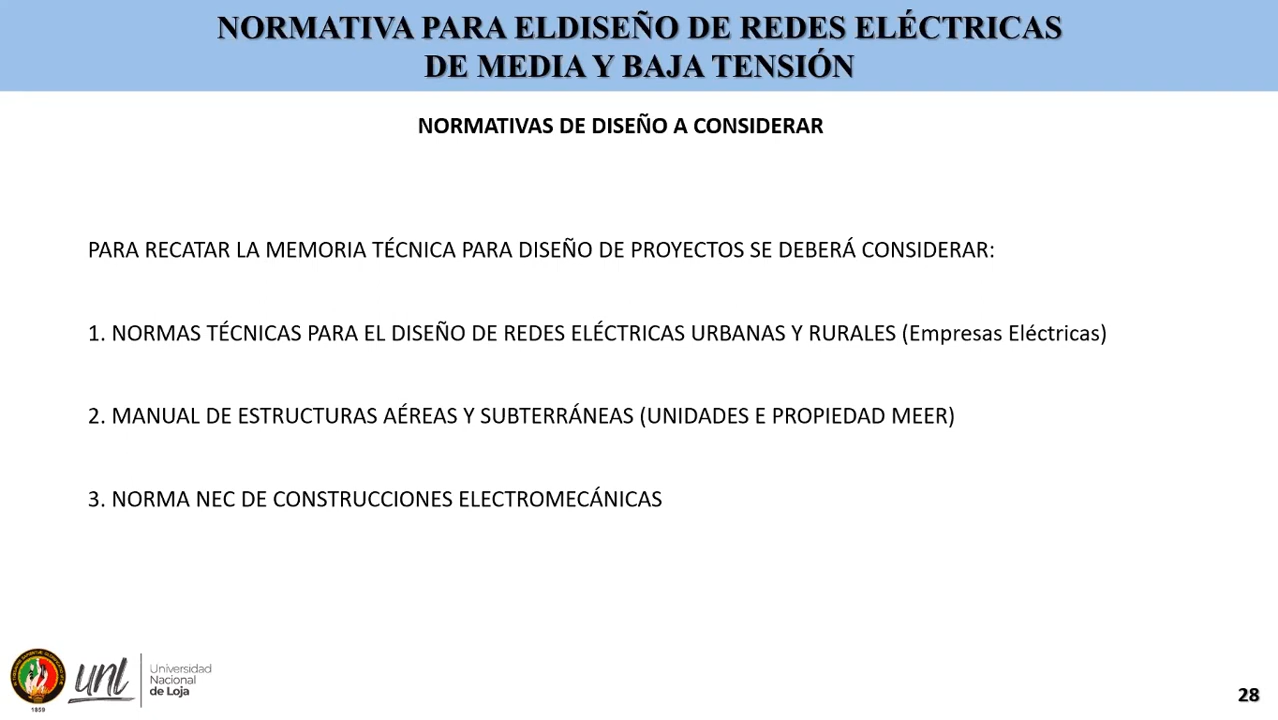 NORMATIVA PARA ELDISEÑO DE REDES ELÉCTRICAS
DE MEDIA Y BAJA TENSIÓN
NORMATIVAS DE DISEÑO A CONSIDERAR
PARA RECATAR LA MEMORIA TÉCNICA PARA DISEÑO DE PROYECTOS SE DEBERÁ CONSIDERAR:
1. NORMAS TÉCNICAS PARA EL DISEÑO DE REDES ELÉCTRICAS URBANAS Y RURALES (Empresas Eléctricas)
2. MANUAL DE ESTRUCTURAS AÉREAS Y SUBTERRÁNEAS (UNIDADES E PROPIEDAD MEER)
3. NORMA NEC DE CONSTRUCCIONES ELECTROMECÁNICAS
1859
unl
Universidad
Nacional
de Loja
28